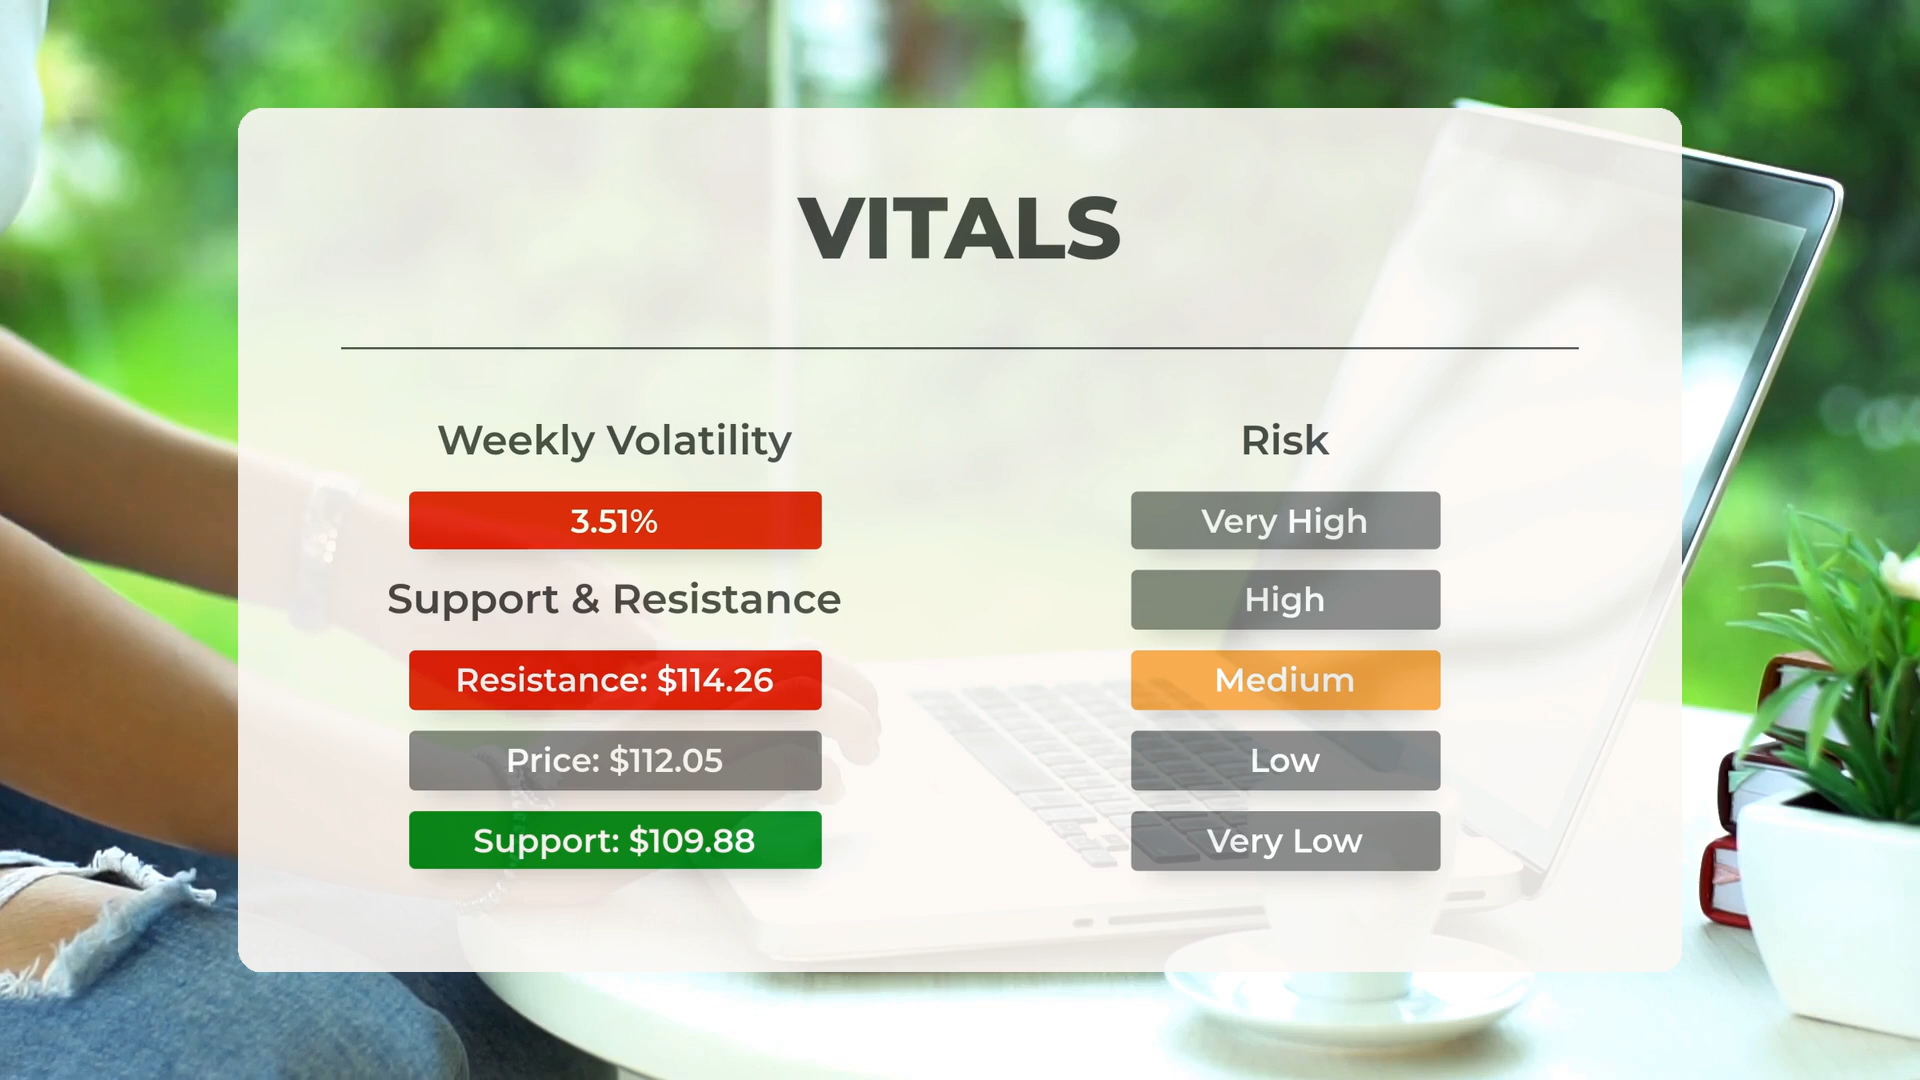 VITALS
Weekly Volatility
3.51%
Support & Resistance
Resistance: $114.26
Price: $112.05
Support: $109.88
Risk
Very High
High
Medium
Low
Very Low